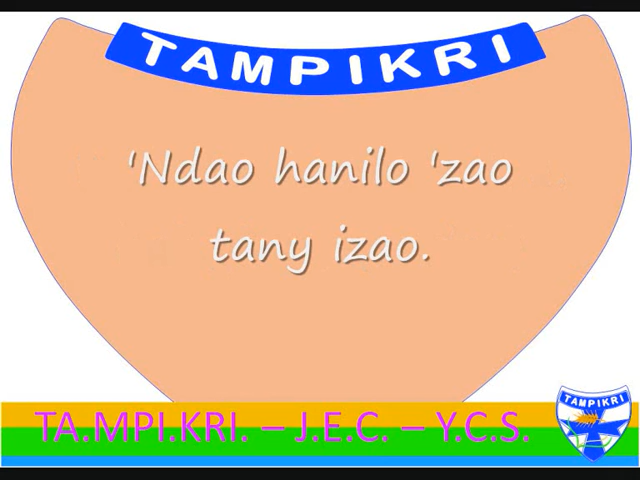 TAMPIKRI
'Ndao hanilo 'zao
tany izao.
TA.MPI.KRI. – J.E.C. – Y.C.S.
TAMPIKRI